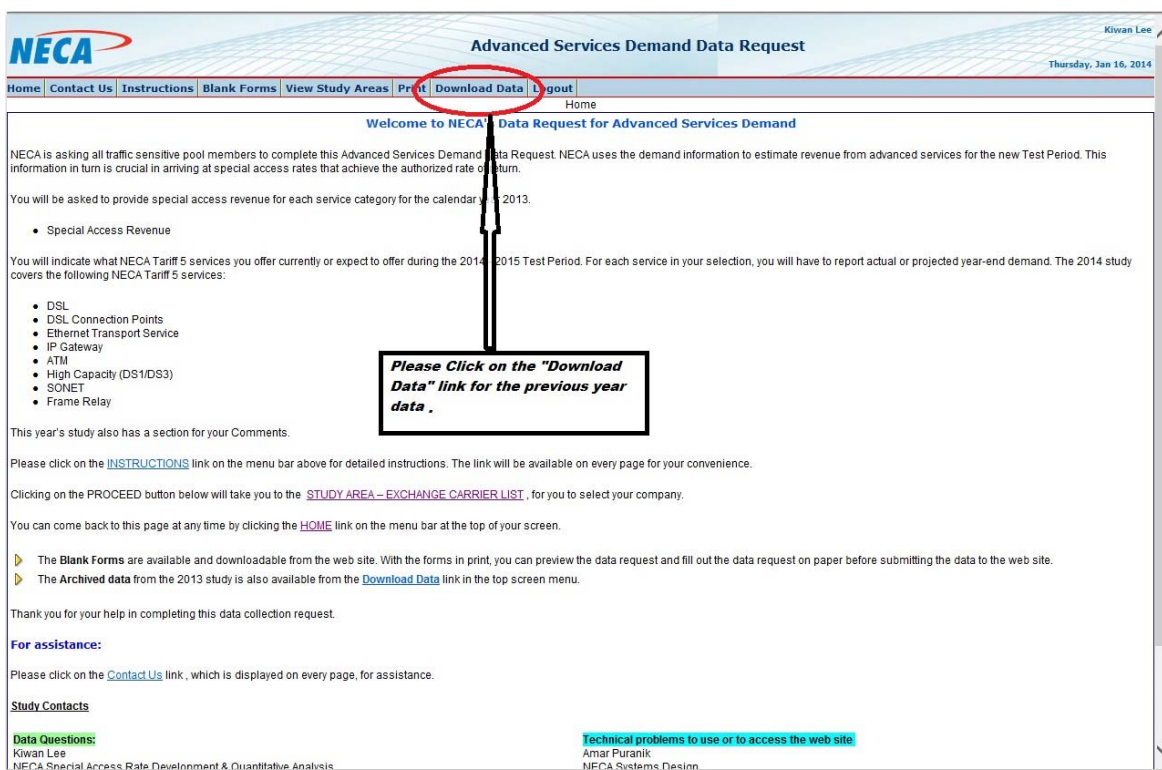 NECA
Advanced Services Demand Data Request
Kiwan Lee
Thursday, Jan 16, 2014
Home Contact Us Instructions Blank Forms View Study Areas Print Download Data Logout
Home
Welcome to NECA' Data Request for Advanced Services Demand
NECA is asking all traffic sensitive pool members to complete this Advanced Services Demand Data Request. NECA uses the demand information to estimate revenue from advanced services for the new Test Period. This
information in turn is crucial in arriving at special access rates that achieve the authorized rate of return.
You will be asked to provide special access revenue for each service category for the calendar year 2013.
• Special Access Revenue
You will indicate what NECA Tariff 5 services you offer currently or expect to offer during the 2014 2015 Test Period. For each service in your selection, you will have to report actual or projected year-end demand. The 2014 study
covers the following NECA Tariff 5 services:
• DSL
• DSL Connection Points
• Ethernet Transport Service
• IP Gateway
• ATM
• High Capacity (DS1/DS3)
• SONET
• Frame Relay
Please Click on the "Download
Data" link for the previous year
data .
This year's study also has a section for your Comments.
Please click on the INSTRUCTIONS link on the menu bar above for detailed instructions. The link will be available on every page for your convenience.
Clicking on the PROCEED button below will take you to the STUDY AREA – EXCHANGE CARRIER LIST , for you to select your company.
You can come back to this page at any time by clicking the HOME link on the menu bar at the top of your screen.
The Blank Forms are available and downloadable from the web site. With the forms in print, you can preview the data request and fill out the data request on paper before submitting the data to the web site.
The Archived data from the 2013 study is also available from the Download Data link in the top screen menu.
Thank you for your help in completing this data collection request.
For assistance:
Please click on the Contact Us link , which is displayed on every page, for assistance.
Study Contacts
Data Questions:
Kiwan Lee
NECA Special Access Rate Development & Quantitative Analysis
Technical problems to use or to access the web site
Amar Puranik
NECA Systems Design